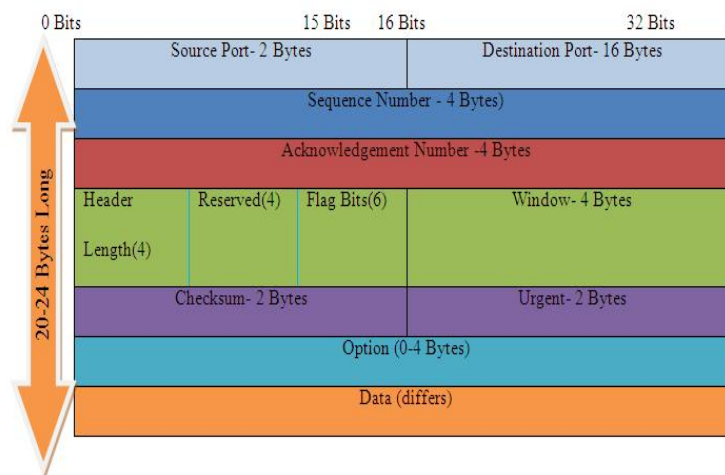 0 Bits 15 Bits 16 Bits 32 Bits
20-24 Bytes Long
Source Port- 2 Bytes Destination Port- 16 Bytes
Sequence Number - 4 Bytes)
Acknowledgement Number -4 Bytes
Header Reserved(4) Flag Bits(6) Window- 4 Bytes
Length(4)
Checksum- 2 Bytes Urgent- 2 Bytes
Option (0-4 Bytes)
Data (differs)